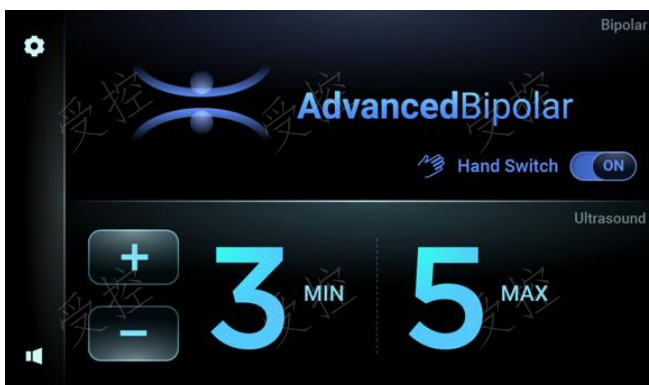 Bipolar
AdvancedBipolar
Hand Switch ON
Ultrasound
+
3 MIN 5 MAX
−
受控
受控
受控
受控
受控
受控